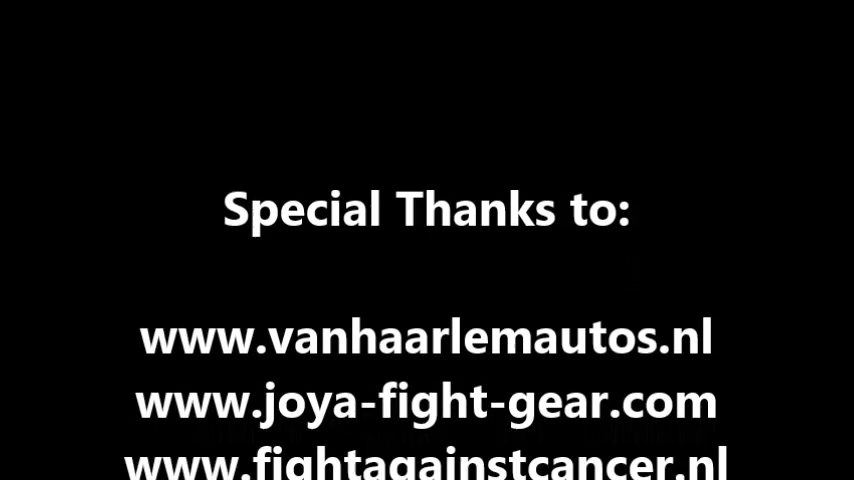 Special Thanks to:
www.vanhaarlemautos.nl
www.joya-fight-gear.com
www.fightagainstcancer.nl